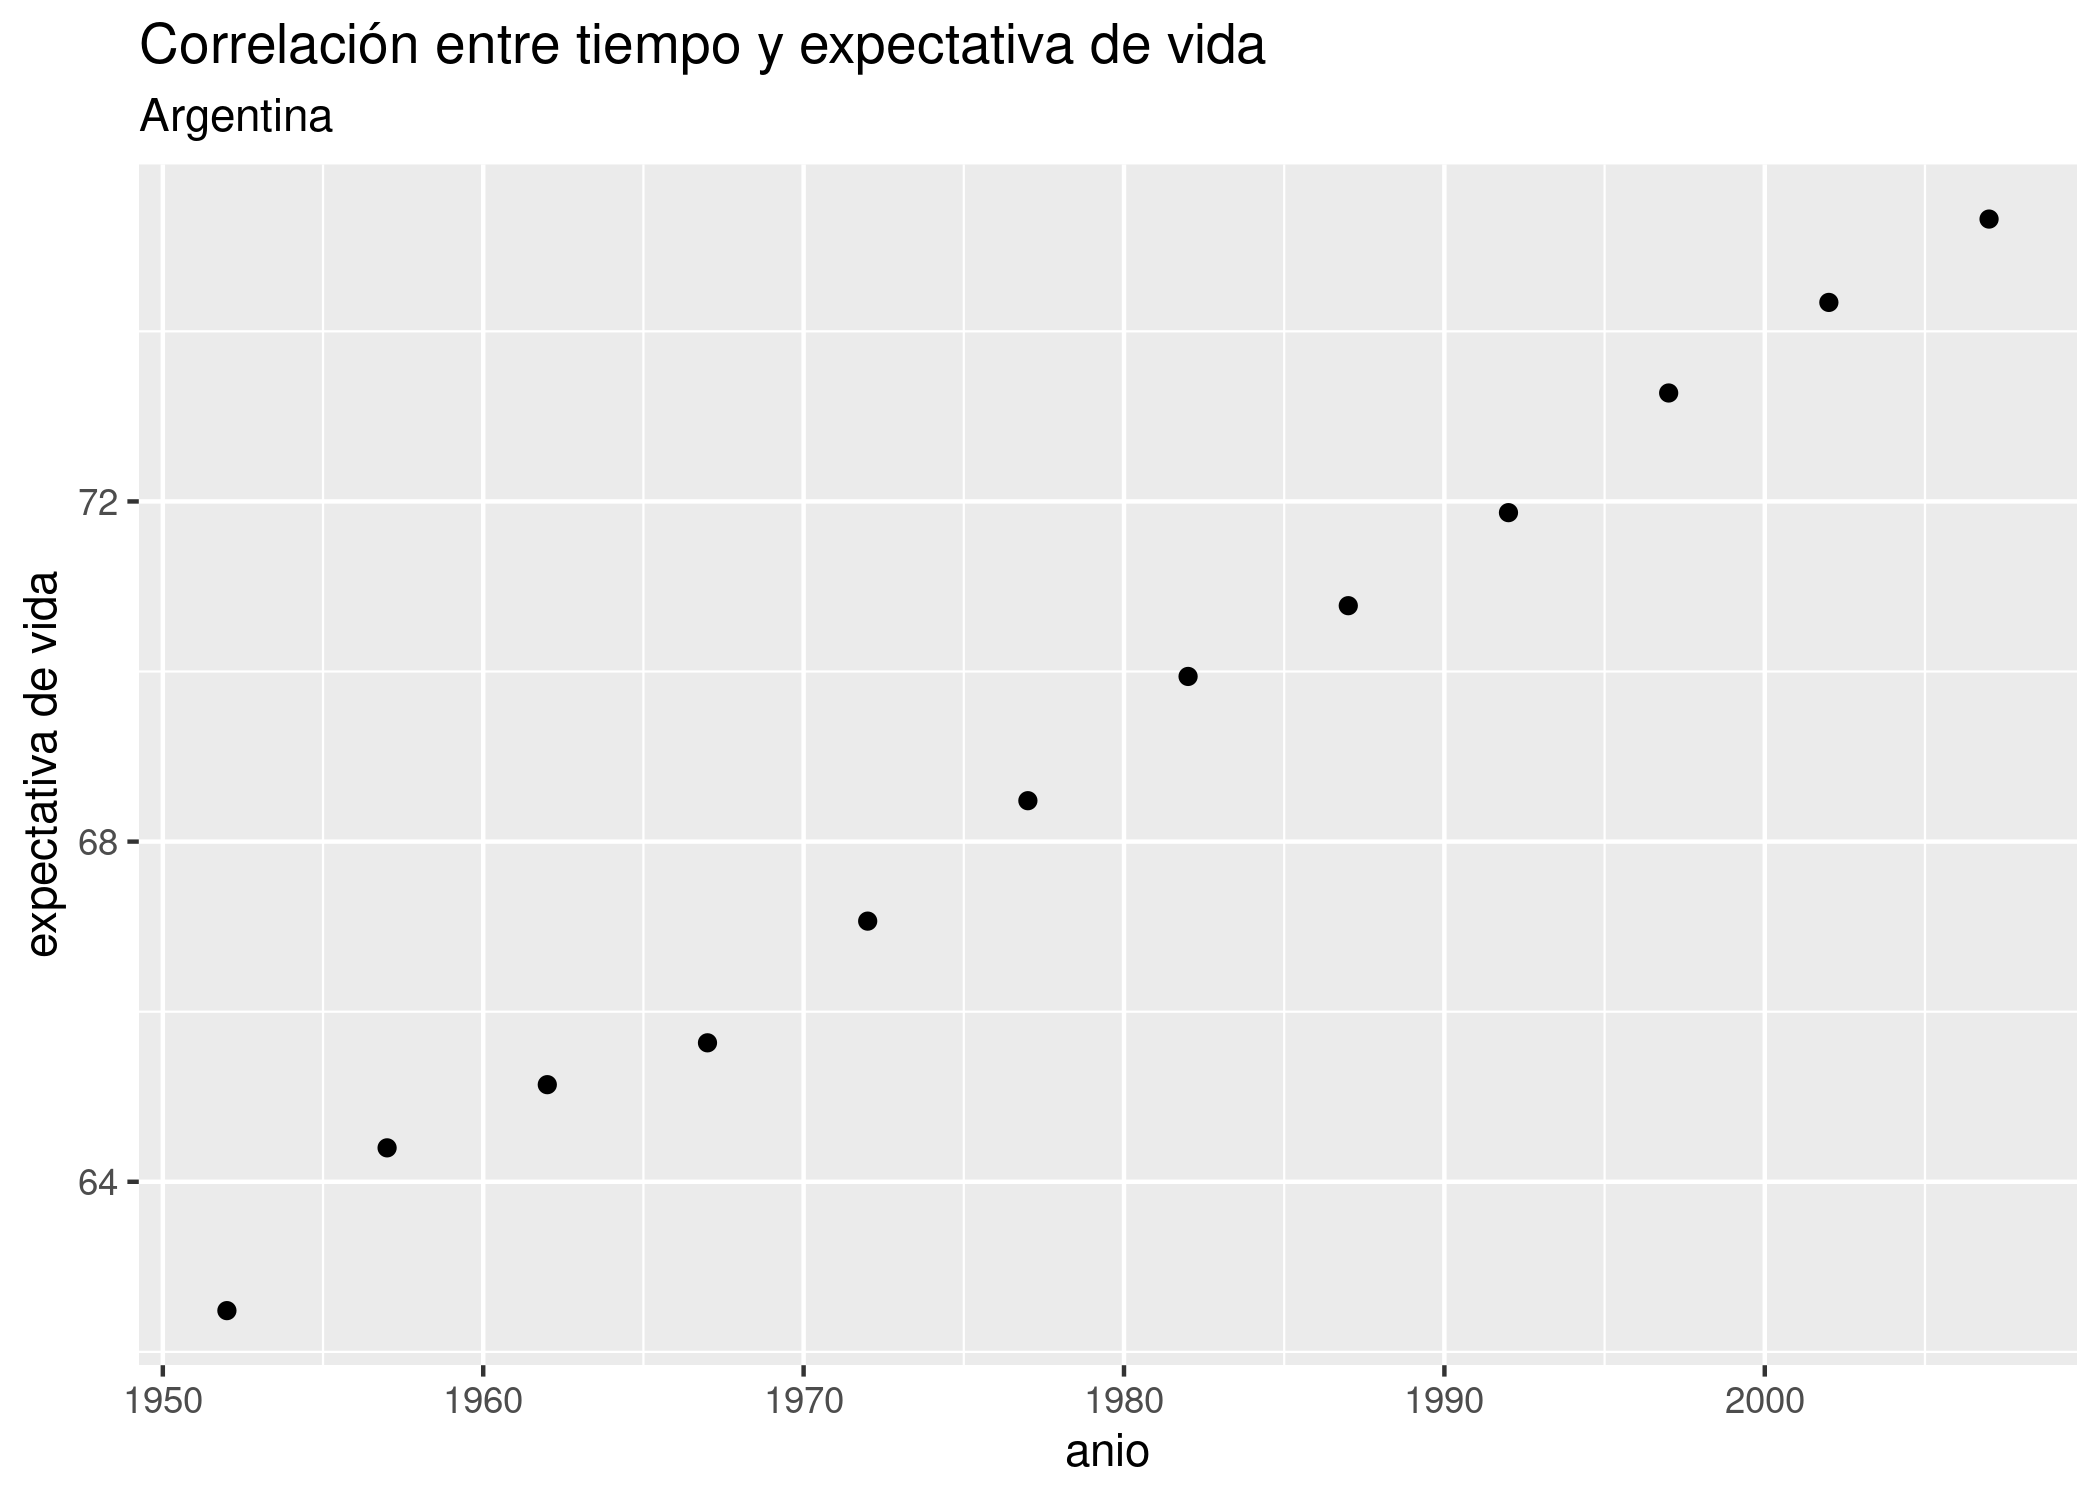 Correlación entre tiempo y expectativa de vida
Argentina
72
68
64
expectativa de vida
1950 1960 1970 1980 1990 2000
anio